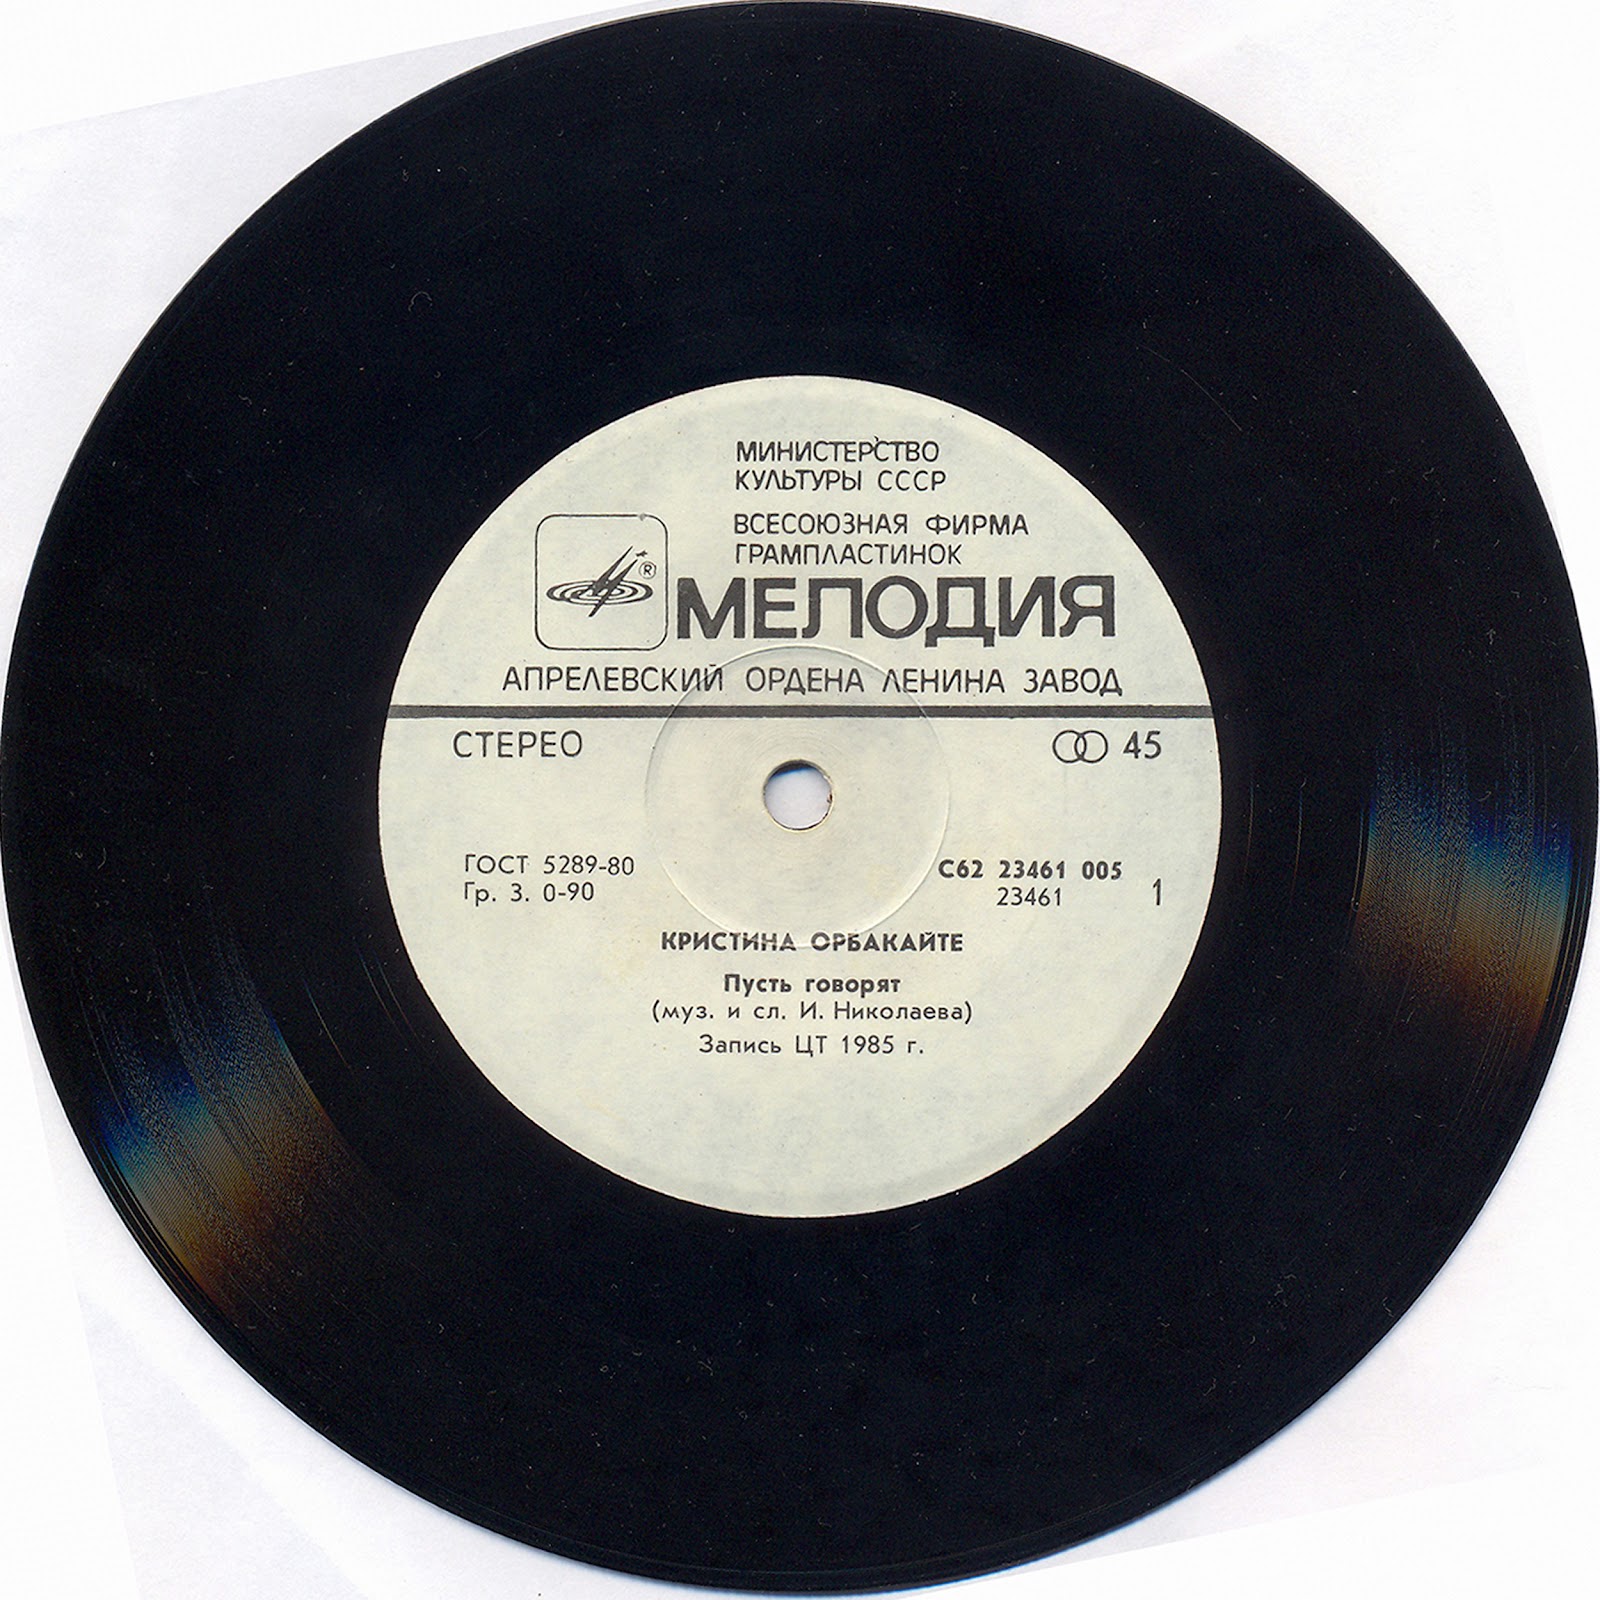 МИНИСТЕРСТВО
КУЛЬТУРЫ СССР
ВСЕСОЮЗНАЯ ФИРМА
ГРАМПЛАСТИНОК
®
МЕЛОДИЯ
АПРЕЛЕВСКИЙ ОРДЕНА ЛЕНИНА ЗАВОД
СТЕРЕО 45
ГОСТ 5289-80 С62 23461 005
Гр. 3. 0-90 23461 1
КРИСТИНА ОРБАКАЙТЕ
Пусть говорят
(муз. и сл. И. Николаева)
Запись ЦТ 1985 г.